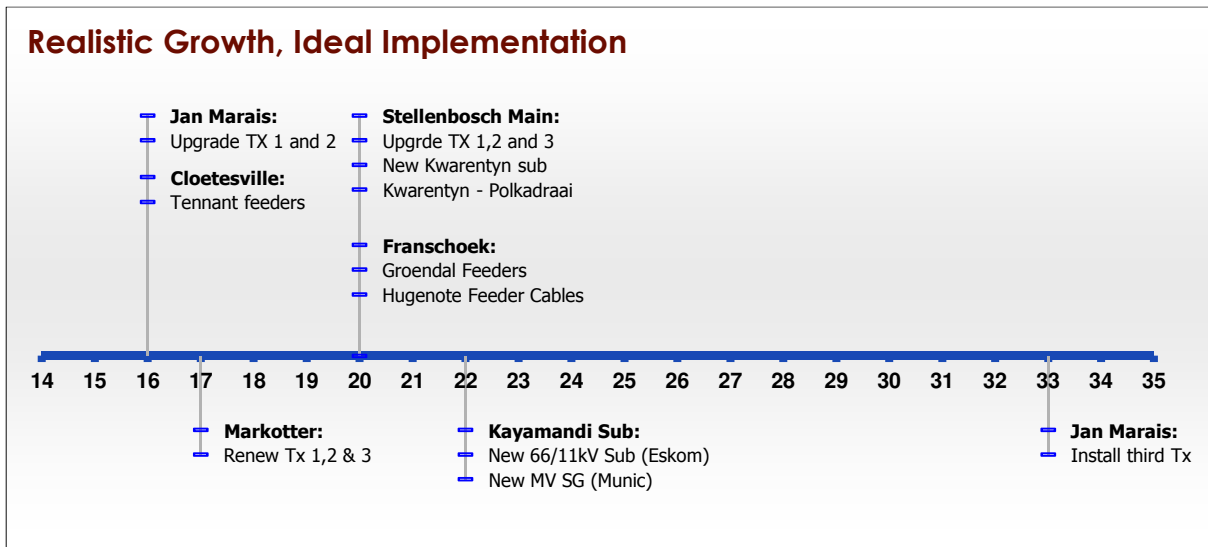 Realistic Growth, Ideal Implementation
Jan Marais:
Upgrade TX 1 and 2
Cloetesville:
Tennant feeders
Stellenbosch Main:
Upgrde TX 1,2 and 3
New Kwarentyn sub
Kwarentyn - Polkadraai
Franschoek:
Groendal Feeders
Hugenote Feeder Cables
14 15 16 17 18 19 20 21 22 23 24 25 26 27 28 29 30 31 32 33 34 35
Markotter:
Renew Tx 1,2 & 3
Kayamandi Sub:
New 66/11kV Sub (Eskom)
New MV SG (Munic)
Jan Marais:
Install third Tx